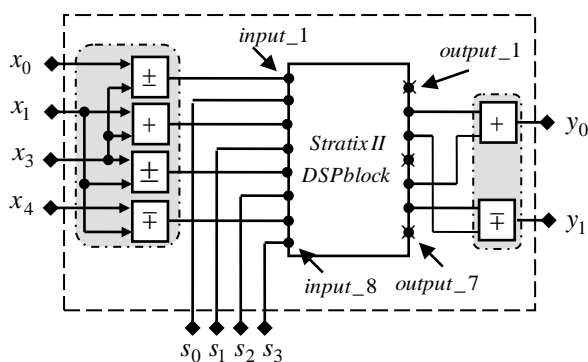 input_1
output_1
x₀
±
x₁
+
x₃
±
x₄
∓
Stratix II
DSPblock
+
y₀
∓
y₁
input_8
output_7
s₀ s₁ s₂ s₃